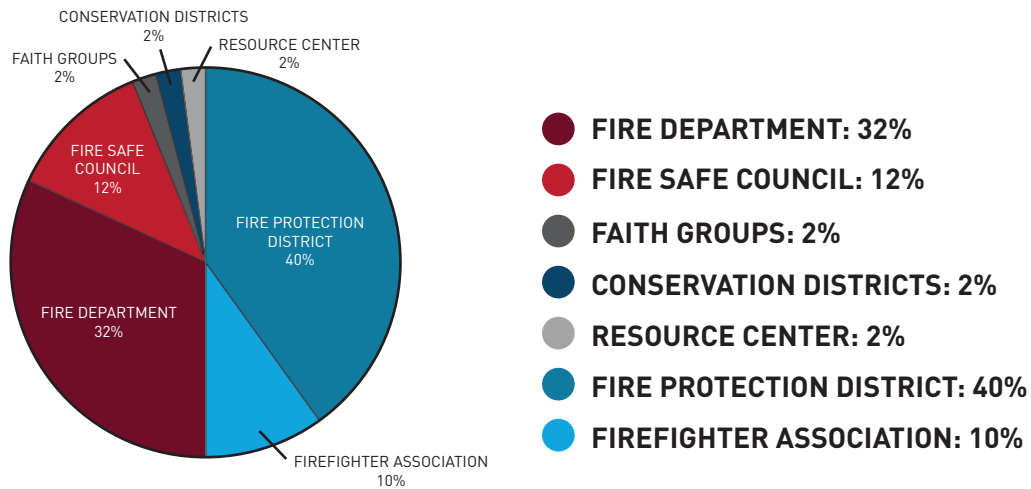 CONSERVATION DISTRICTS
2%
RESOURCE CENTER
2%
FAITH GROUPS
2%
FIRE SAFE
COUNCIL
12%
FIRE PROTECTION
DISTRICT
40%
FIRE DEPARTMENT
32%
FIREFIGHTER ASSOCIATION
10%
FIRE DEPARTMENT: 32%
FIRE SAFE COUNCIL: 12%
FAITH GROUPS: 2%
CONSERVATION DISTRICTS: 2%
RESOURCE CENTER: 2%
FIRE PROTECTION DISTRICT: 40%
FIREFIGHTER ASSOCIATION: 10%